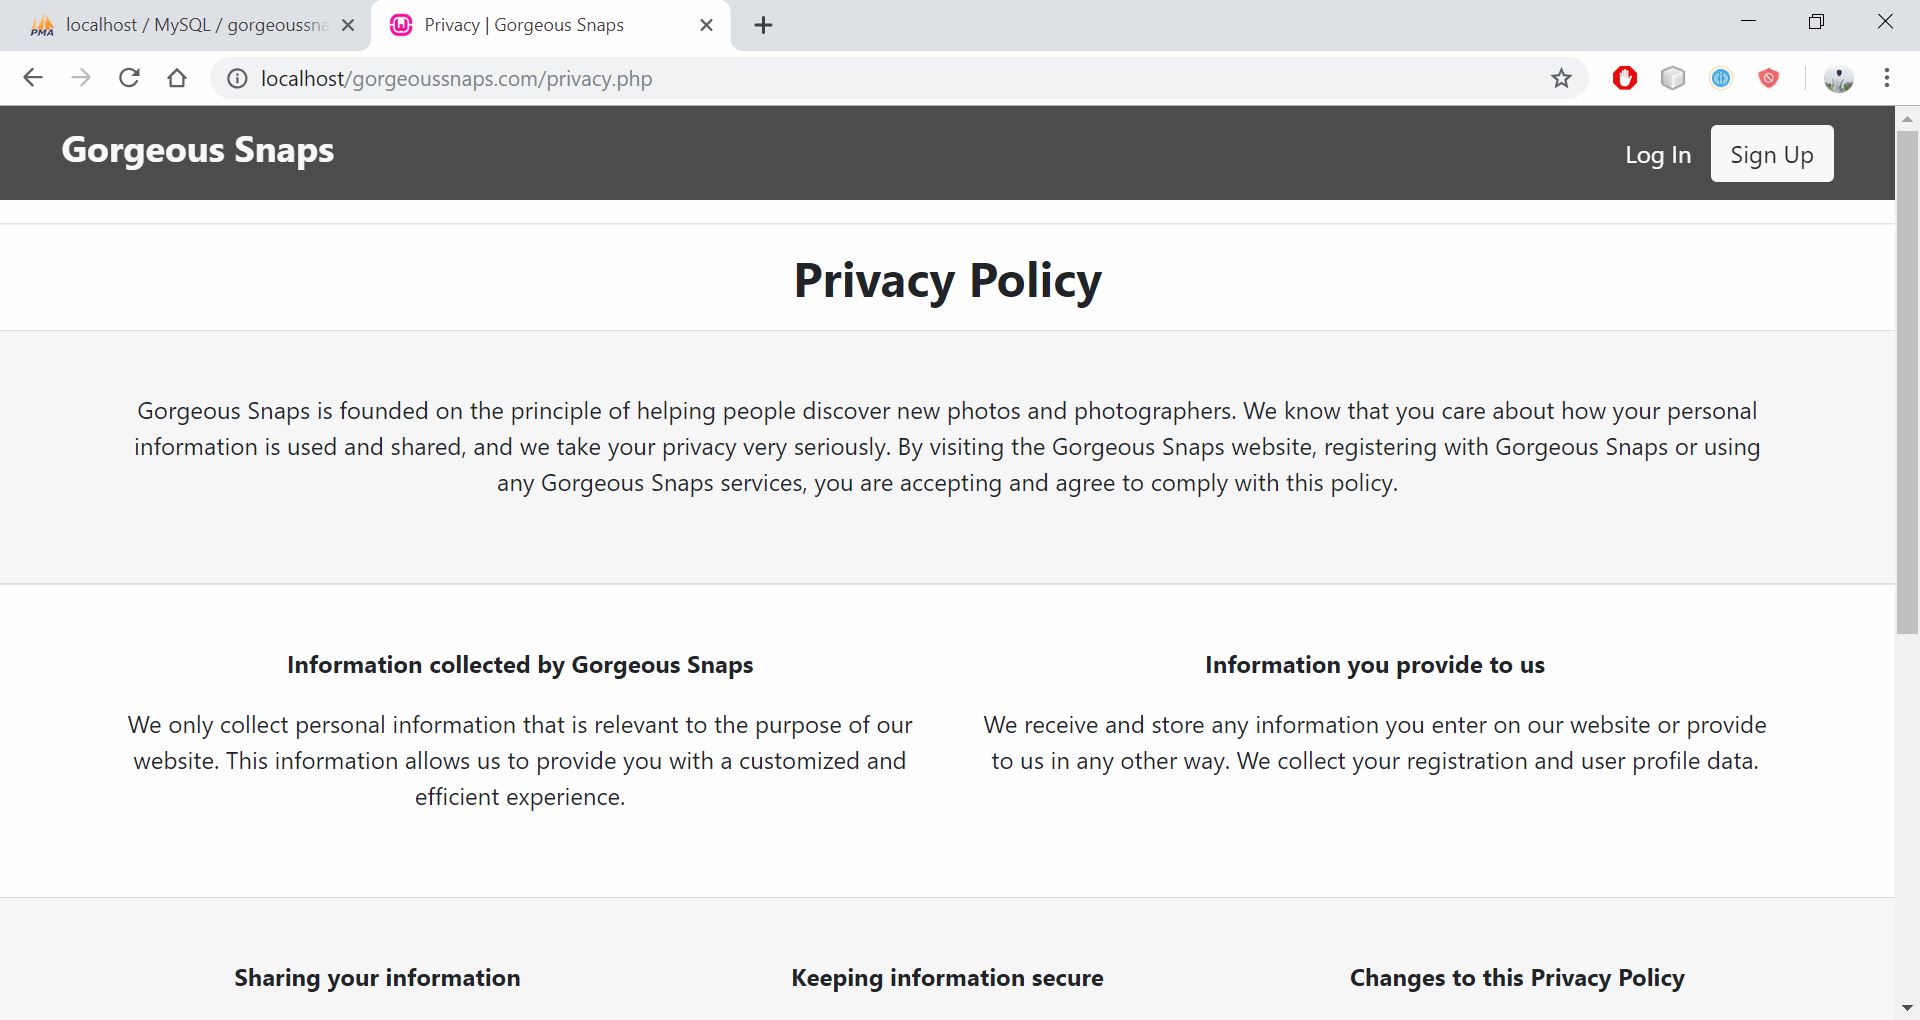 localhost / MySQL / gorgeoussna
Privacy | Gorgeous Snaps
localhost/gorgeoussnaps.com/privacy.php
Gorgeous Snaps
Log In
Sign Up
Privacy Policy
Gorgeous Snaps is founded on the principle of helping people discover new photos and photographers. We know that you care about how your personal
information is used and shared, and we take your privacy very seriously. By visiting the Gorgeous Snaps website, registering with Gorgeous Snaps or using
any Gorgeous Snaps services, you are accepting and agree to comply with this policy.
Information collected by Gorgeous Snaps
We only collect personal information that is relevant to the purpose of our
website. This information allows us to provide you with a customized and
efficient experience.
Information you provide to us
We receive and store any information you enter on our website or provide
to us in any other way. We collect your registration and user profile data.
Sharing your information
Keeping information secure
Changes to this Privacy Policy